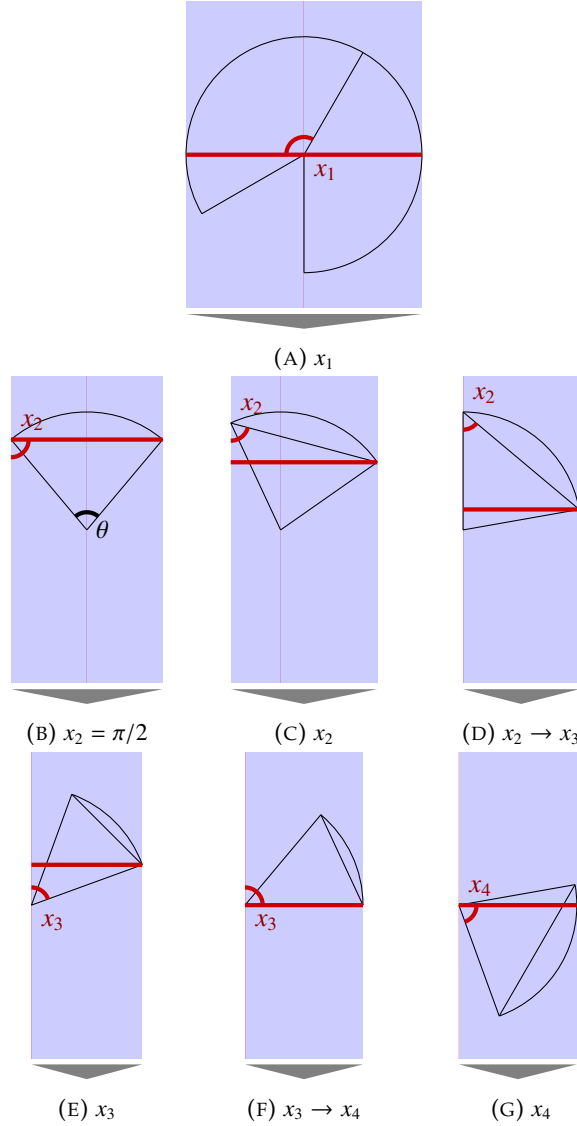 x₁
(A) x₁
x₂
θ
x₂
x₂
(B) x₂ = π/2
(C) x₂
(D) x₂ → x₃
x₃
x₃
x₄
(E) x₃
(F) x₃ → x₄
(G) x₄